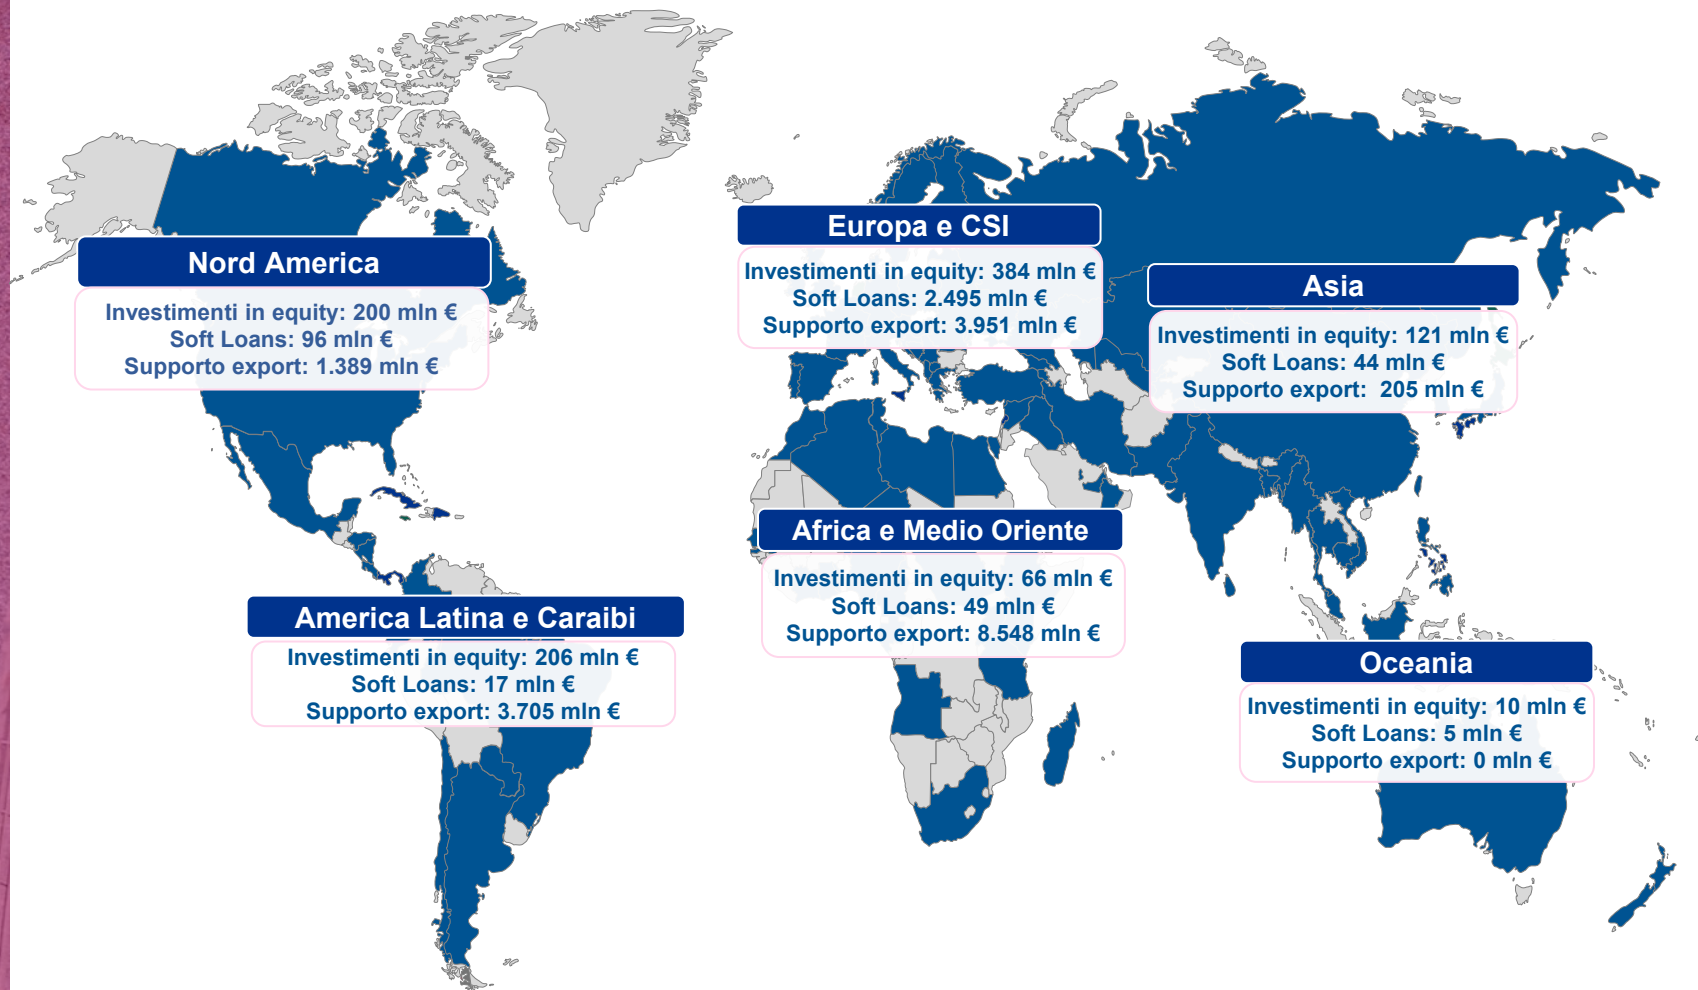 Nord America
Investimenti in equity: 200 mln €
Soft Loans: 96 mln €
Supporto export: 1.389 mln €
Europa e CSI
Investimenti in equity: 384 mln €
Soft Loans: 2.495 mln €
Supporto export: 3.951 mln €
Asia
Investimenti in equity: 121 mln €
Soft Loans: 44 mln €
Supporto export: 205 mln €
Africa e Medio Oriente
Investimenti in equity: 66 mln €
Soft Loans: 49 mln €
Supporto export: 8.548 mln €
America Latina e Caraibi
Investimenti in equity: 206 mln €
Soft Loans: 17 mln €
Supporto export: 3.705 mln €
Oceania
Investimenti in equity: 10 mln €
Soft Loans: 5 mln €
Supporto export: 0 mln €